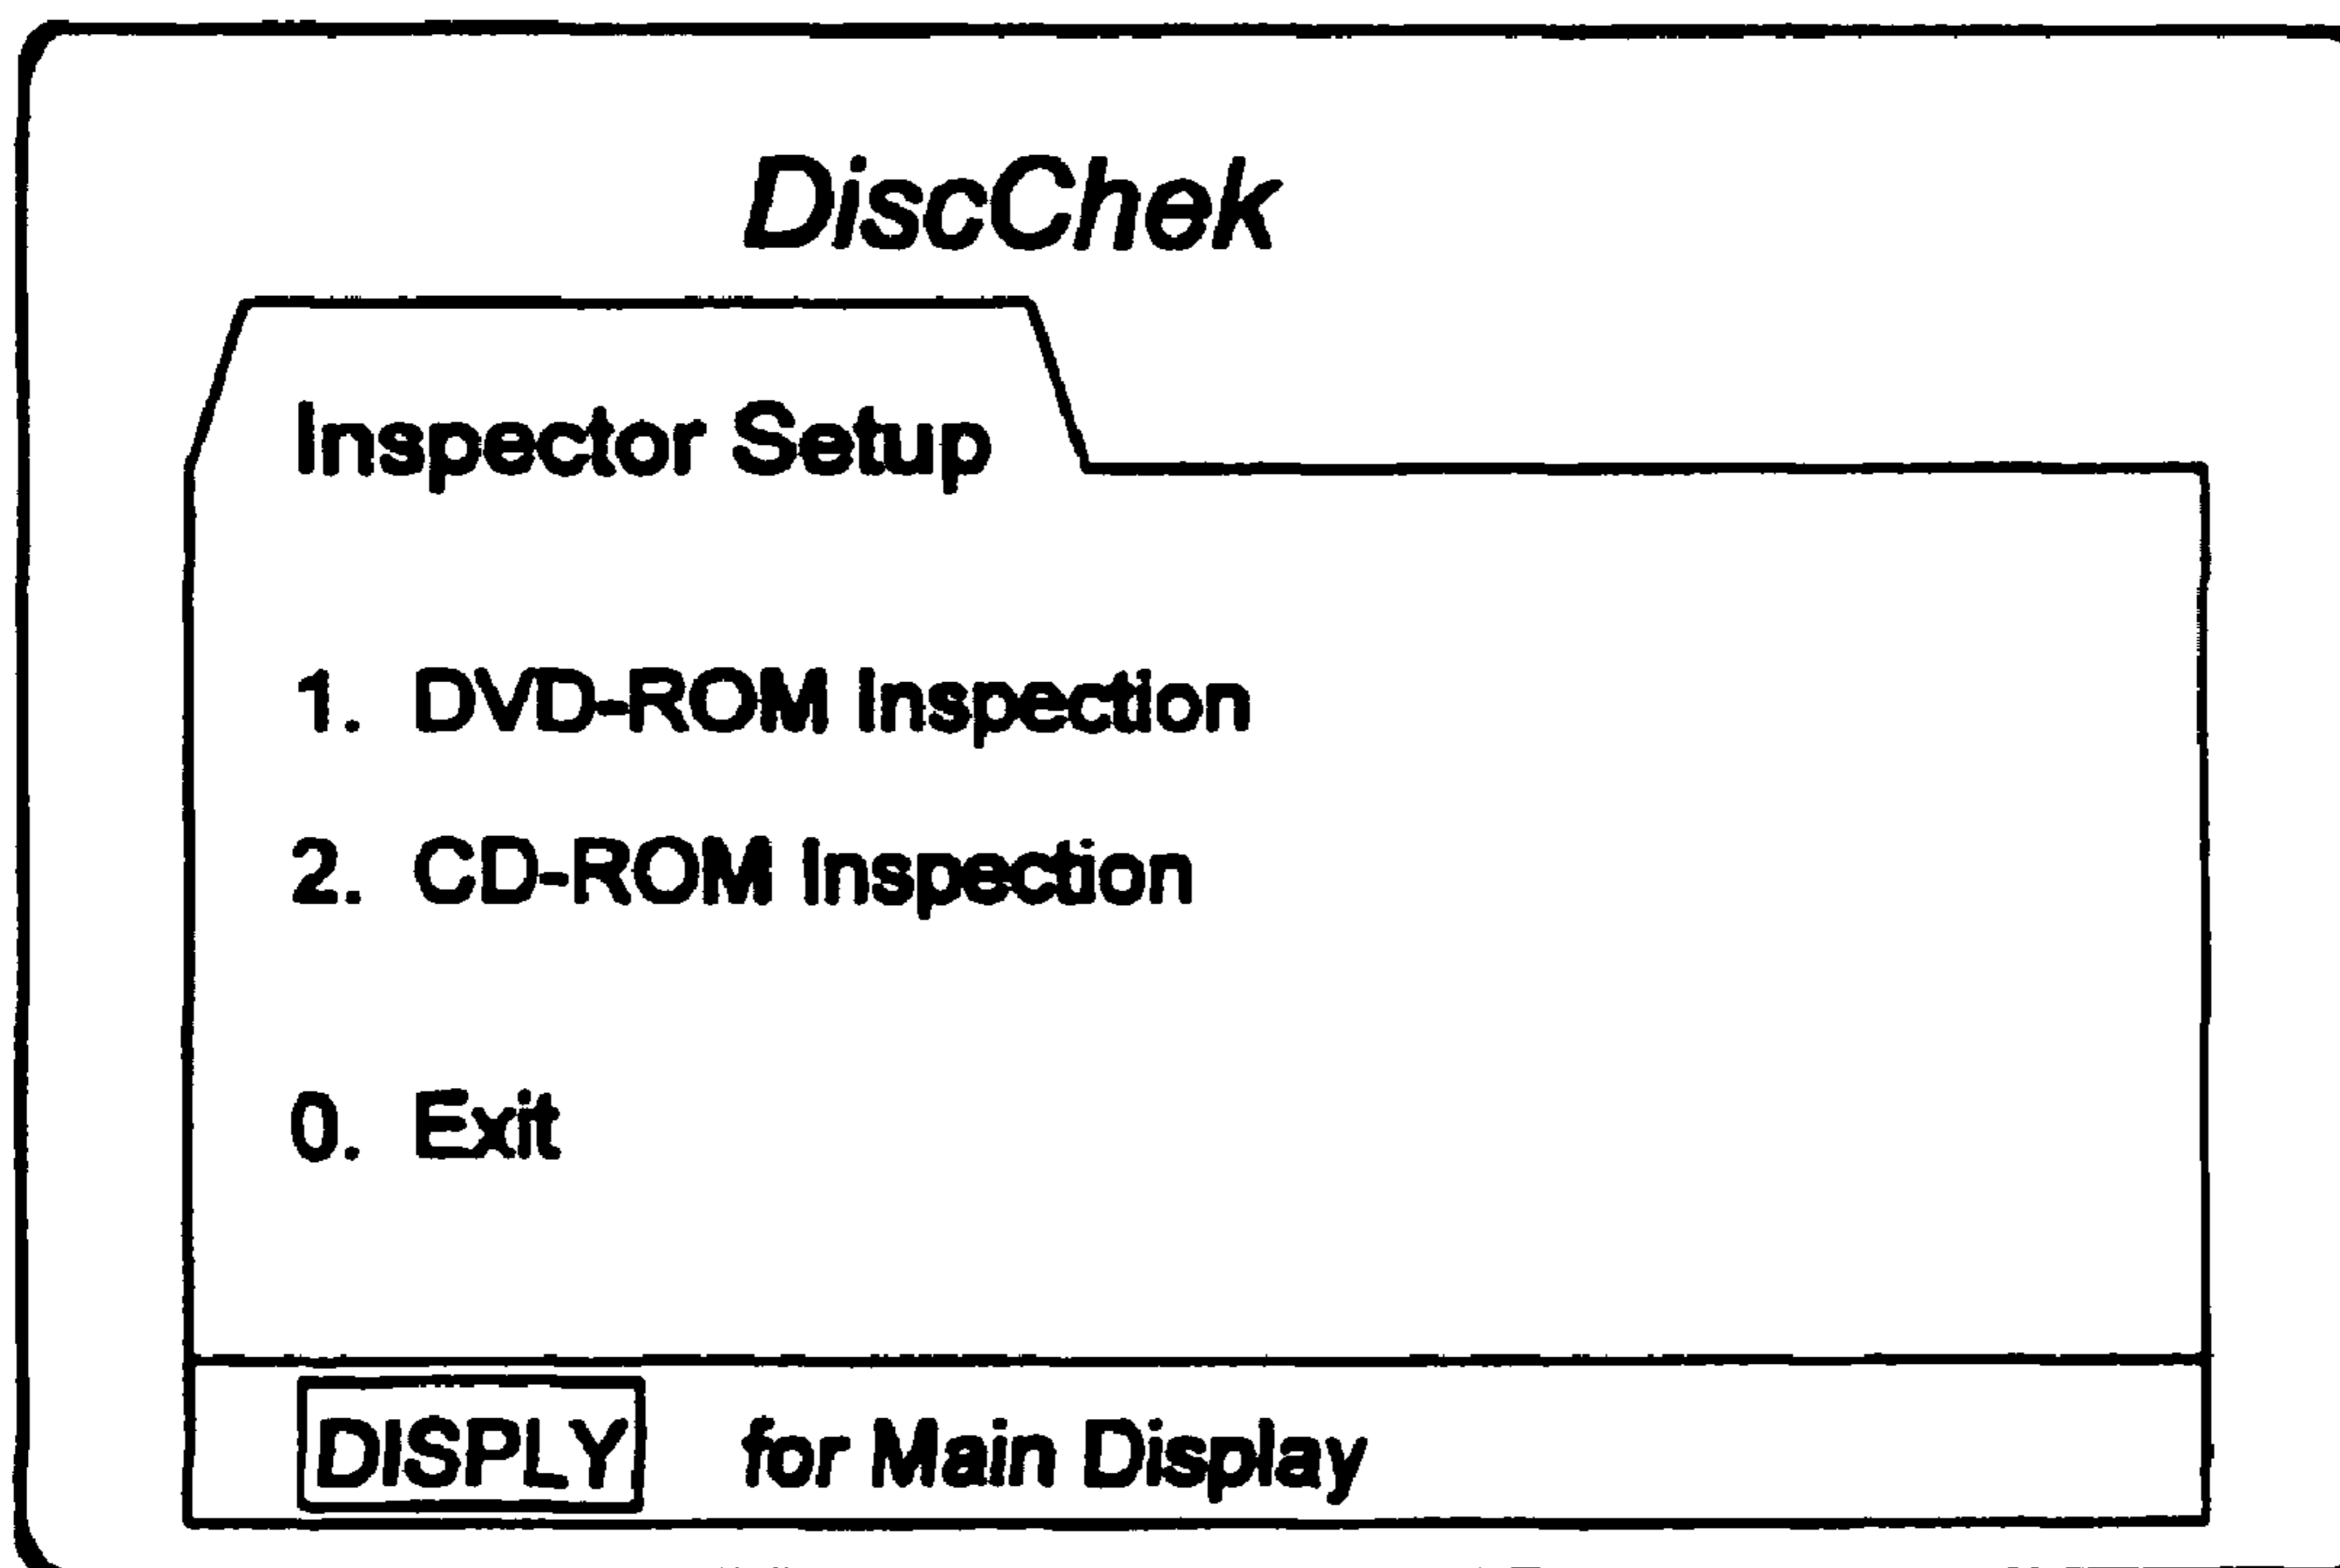 DiscChek
Inspector Setup
1. DVD-ROM Inspection
2. CD-ROM Inspection
0. Exit
DISPLY for Main Display